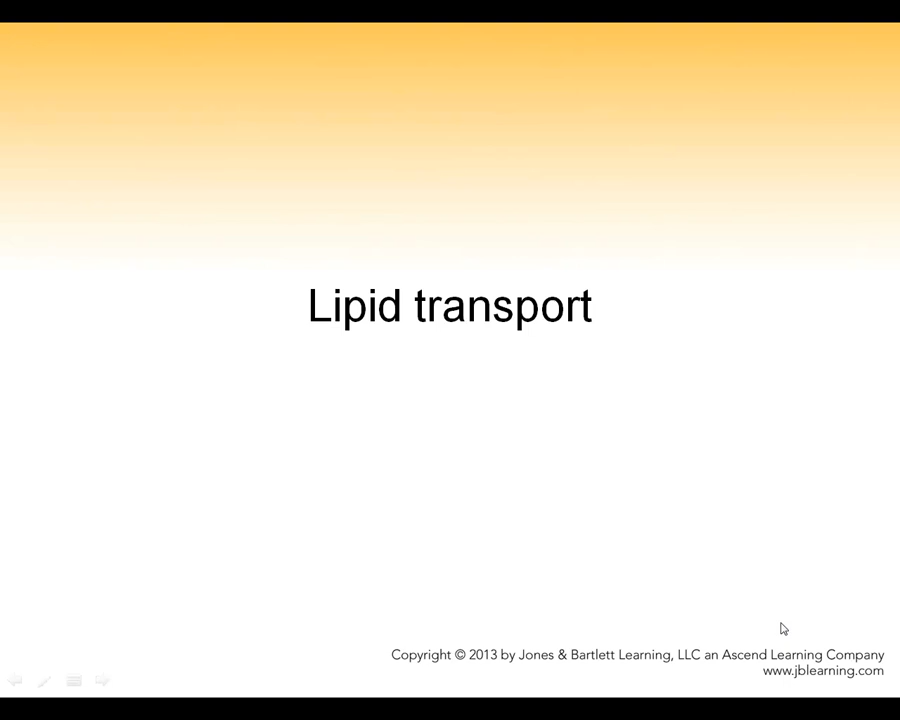 Lipid transport
Copyright © 2013 by Jones & Bartlett Learning, LLC an Ascend Learning Company
www.jblearning.com